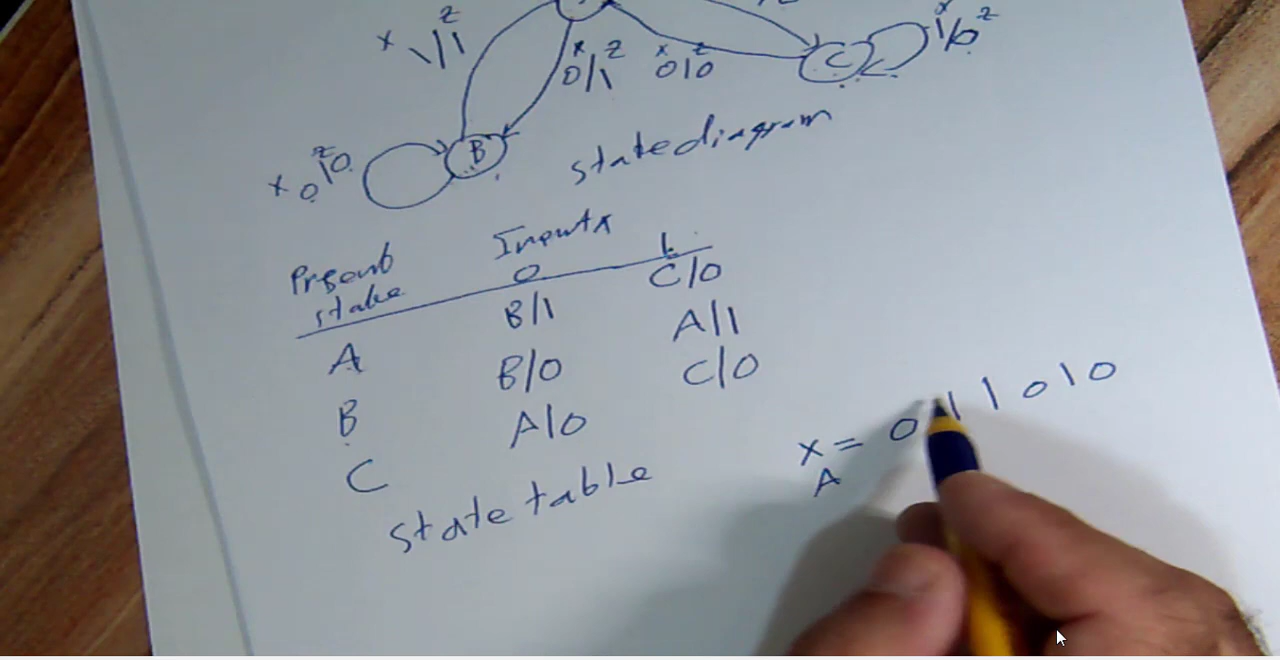 z
x 1/1
x z
0/1
x z
0/0
x z
1/0
C
B
x z
0/0
state diagram
Present Input x
state 0 1
A B/1 C/0
B B/0 A/1
C A/0 C/0
state table
x = 0 1 1 0 1 0
A